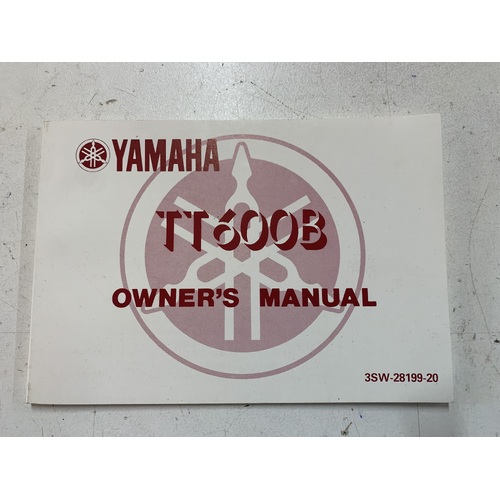 YAMAHA
TT600B
OWNER'S MANUAL
3SW-28199-20